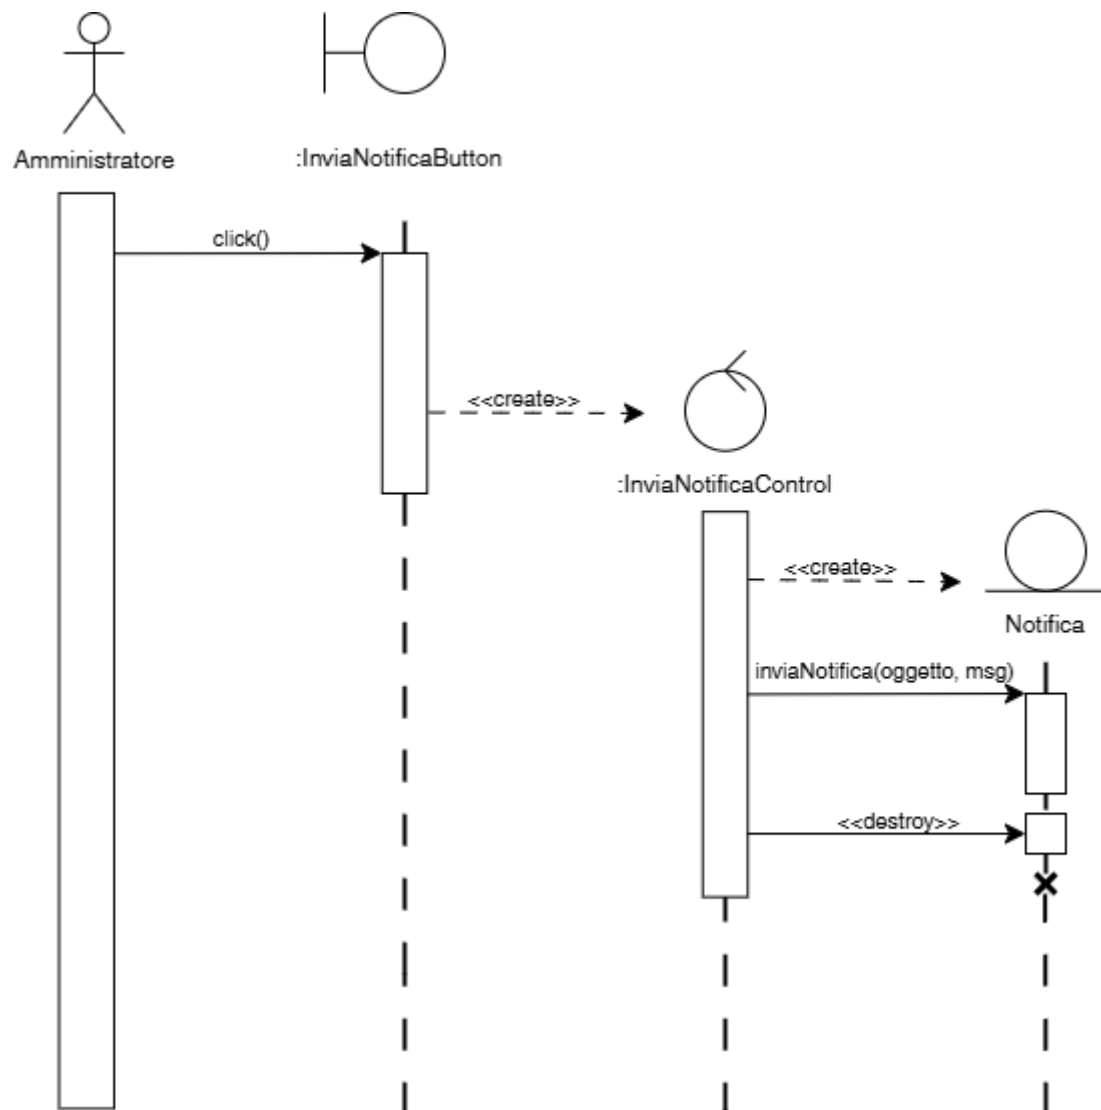 Amministratore
:InviaNotificaButton
click()
<<create>>
:InviaNotificaControl
<<create>>
Notifica
inviaNotifica(oggetto, msg)
<<destroy>>